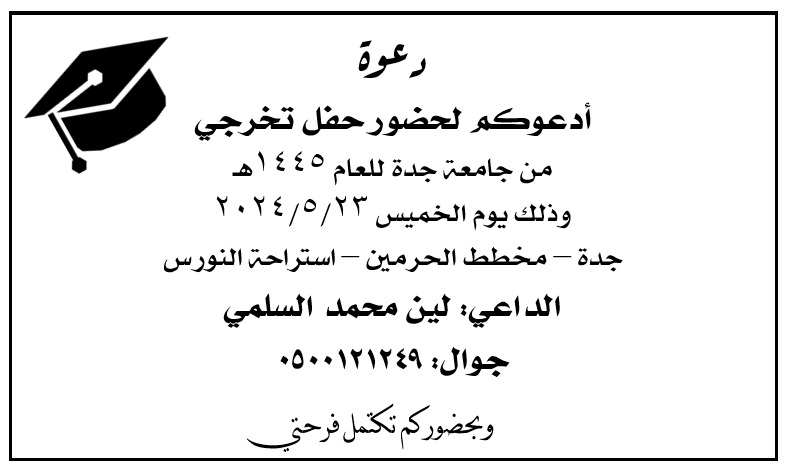 دعوة
أدعوكم لحضور حفل تخرجي
من جامعة جدة للعام ١٤٤٥هـ
وذلك يوم الخميس ٢٠٢٤/٥/٢٣
جدة – مخطط الحرمين – استراحة النورس
الداعي: لين محمد السلمي
جوال: ٠٥٠٠١٢١٢٤٩
وبحضوركم تكتمل فرحتي